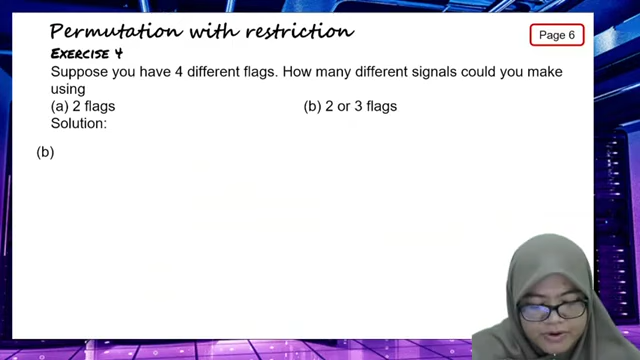 Permutation with restriction
Page 6
Exercise 4
Suppose you have 4 different flags. How many different signals could you make
using
(a) 2 flags (b) 2 or 3 flags
Solution:
(b)